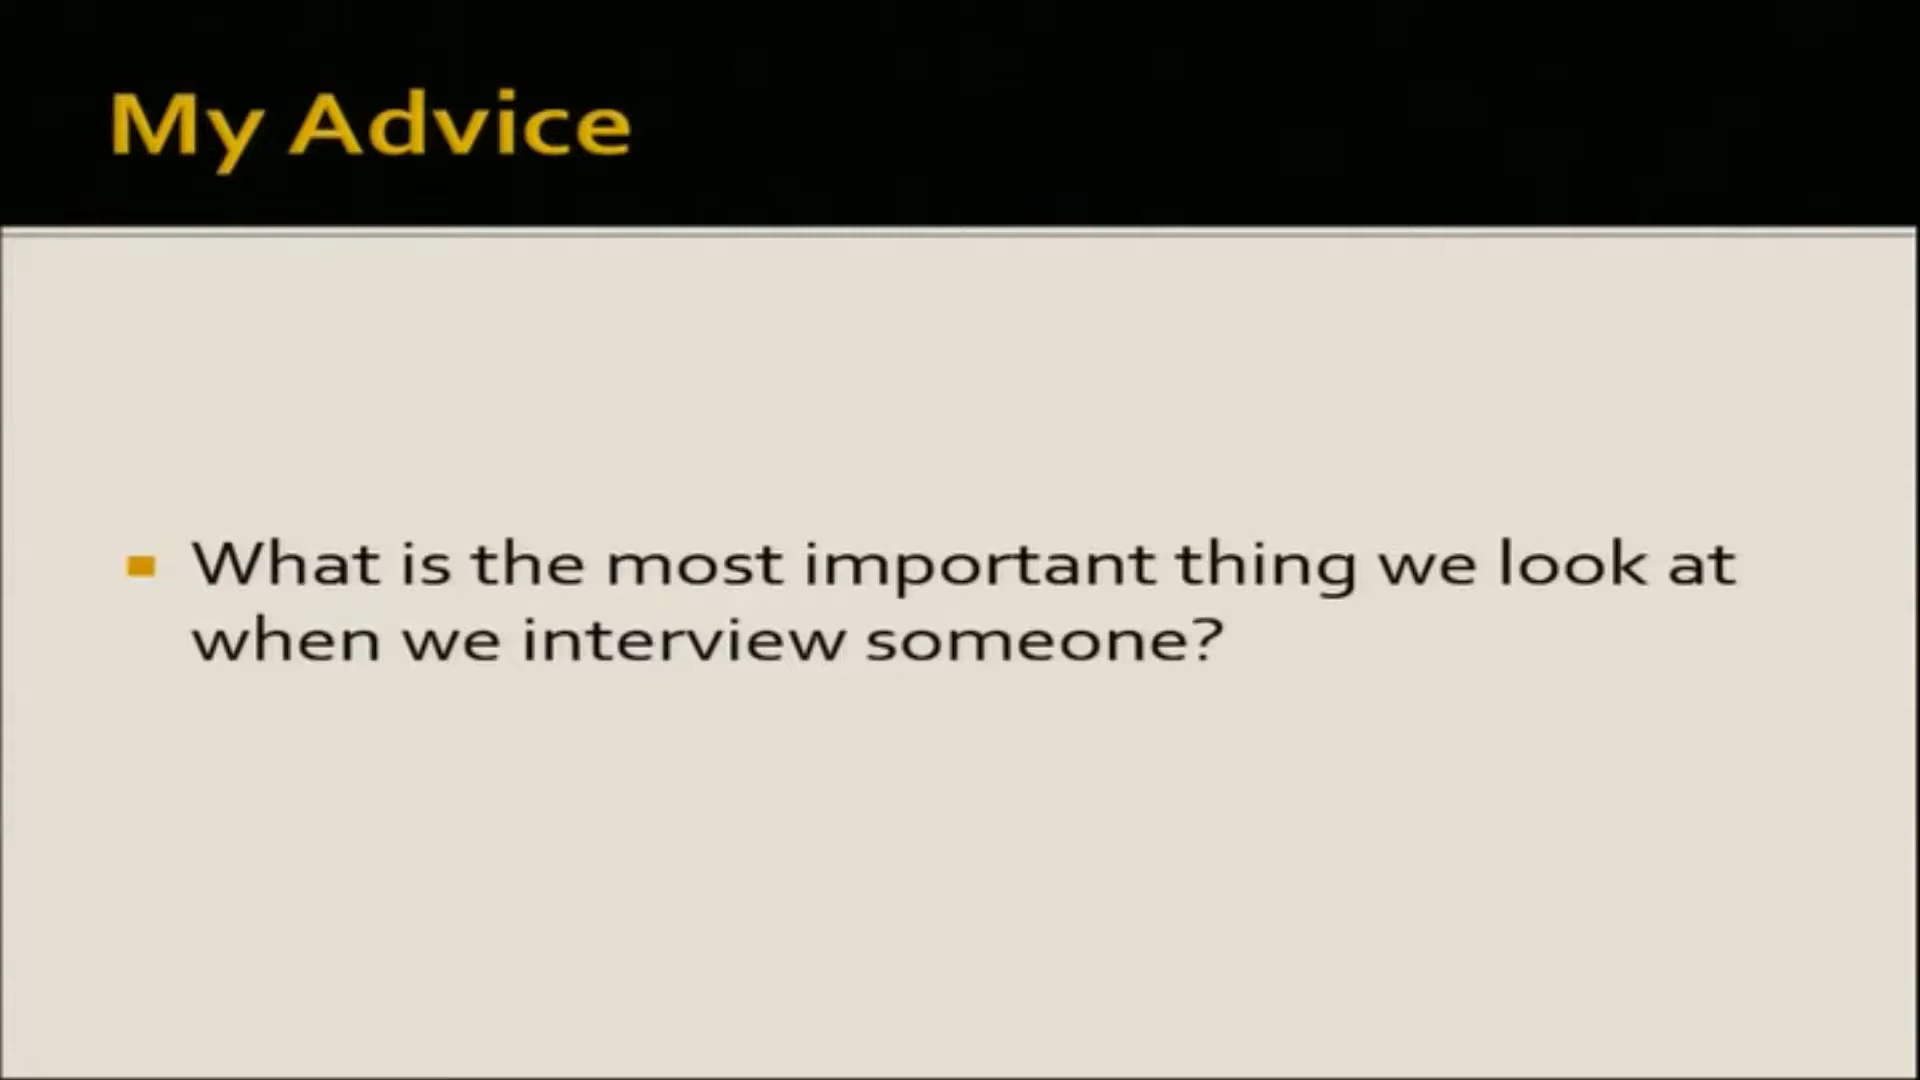 My Advice
What is the most important thing we look at
when we interview someone?